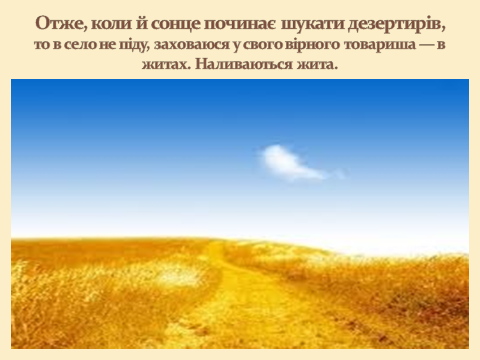 Отже, коли й сонце починає шукати дезертирів,
то в село не піду, заховаюся у свого вірного товариша — в
житах. Наливаються жита.